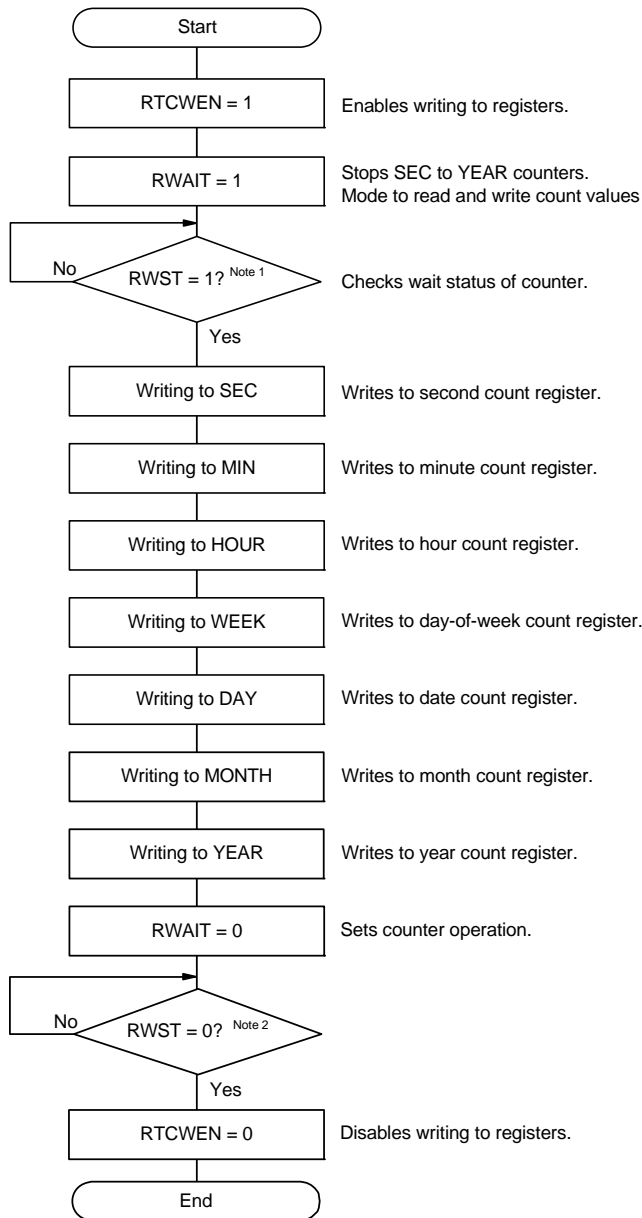 Start
RTCWEN = 1
Enables writing to registers.
RWAIT = 1
Stops SEC to YEAR counters.
Mode to read and write count values
No
RWST = 1? Note 1
Checks wait status of counter.
Yes
Writing to SEC
Writes to second count register.
Writing to MIN
Writes to minute count register.
Writing to HOUR
Writes to hour count register.
Writing to WEEK
Writes to day-of-week count register.
Writing to DAY
Writes to date count register.
Writing to MONTH
Writes to month count register.
Writing to YEAR
Writes to year count register.
RWAIT = 0
Sets counter operation.
No
RWST = 0? Note 2
Yes
RTCWEN = 0
Disables writing to registers.
End